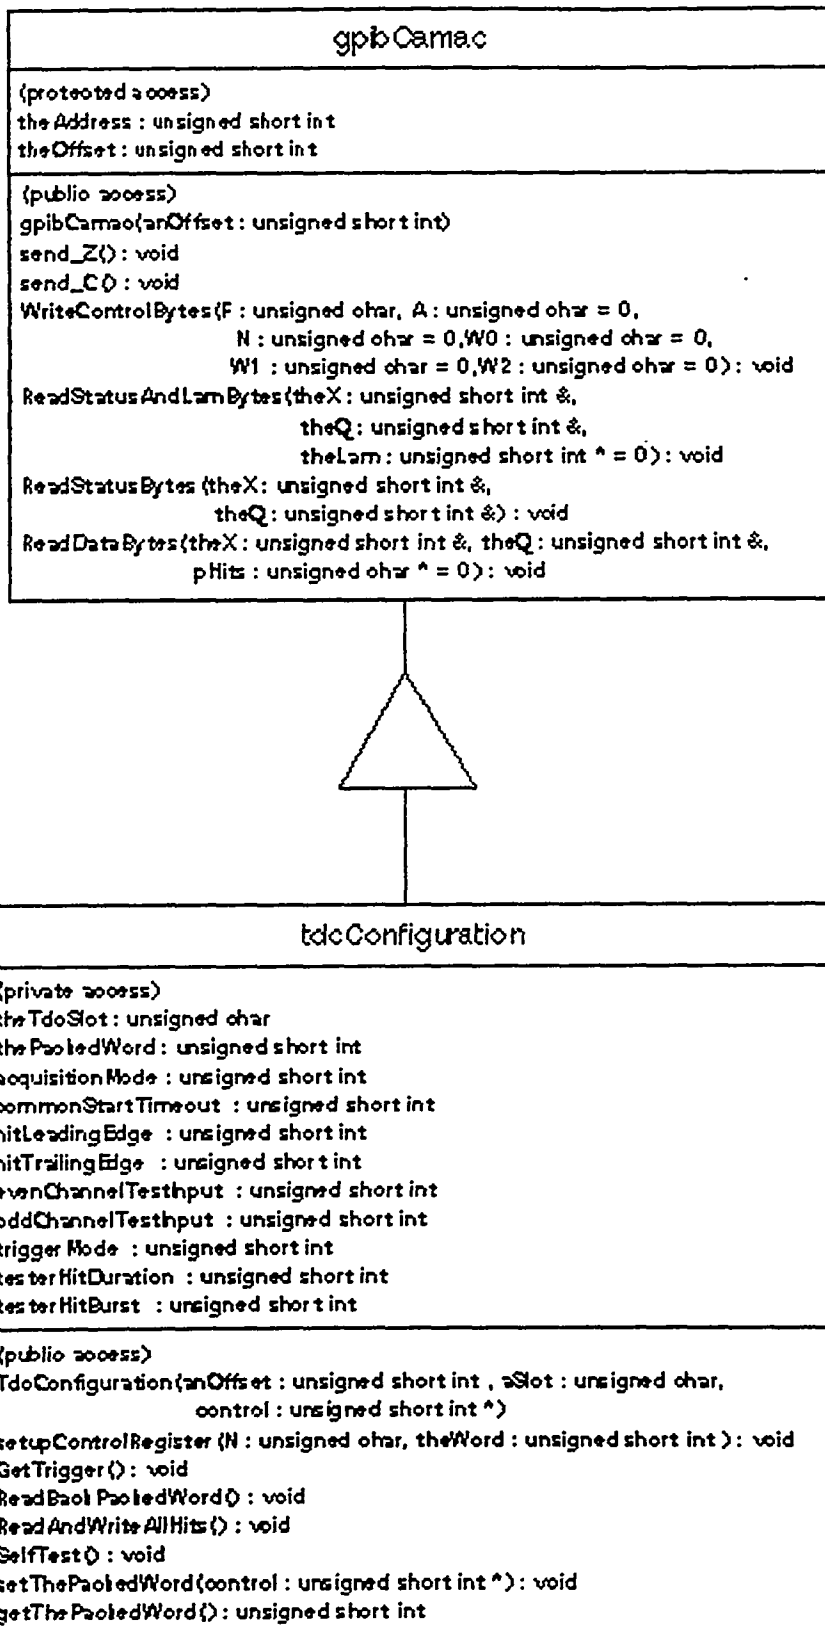 gpibCamac
(protected access)
theAddress : unsigned short int
theOffset : unsigned short int
(public access)
gpibCamac(anOffset : unsigned short int)
send_Z() : void
send_C() : void
WriteControlBytes(F : unsigned char, A : unsigned char = 0,
N : unsigned char = 0,W0 : unsigned char = 0,
W1 : unsigned char = 0,W2 : unsigned char = 0) : void
ReadStatusAndLamBytes(theX : unsigned short int &,
theQ : unsigned short int &,
theLam : unsigned short int * = 0) : void
ReadStatusBytes (theX: unsigned short int &,
theQ : unsigned short int &) : void
ReadDataBytes(theX : unsigned short int &, theQ : unsigned short int &,
pHits : unsigned char * = 0) : void
tdcConfiguration
(private access)
theTdcSlot : unsigned char
thePackedWord : unsigned short int
acquisitionMode : unsigned short int
commonStartTimeout : unsigned short int
hitLeadingEdge : unsigned short int
hitTrailingEdge : unsigned short int
evenChannelTestInput : unsigned short int
oddChannelTestInput : unsigned short int
triggerMode : unsigned short int
testerHitDuration : unsigned short int
testerHitBurst : unsigned short int
(public access)
TdcConfiguration(anOffset : unsigned short int , aSlot : unsigned char,
control : unsigned short int *)
setupControlRegister (N : unsigned char, theWord : unsigned short int ) : void
GetTrigger() : void
ReadBackPackedWord() : void
ReadAndWriteAllHits() : void
SelfTest() : void
setThePackedWord(control : unsigned short int *) : void
getThePackedWord() : unsigned short int